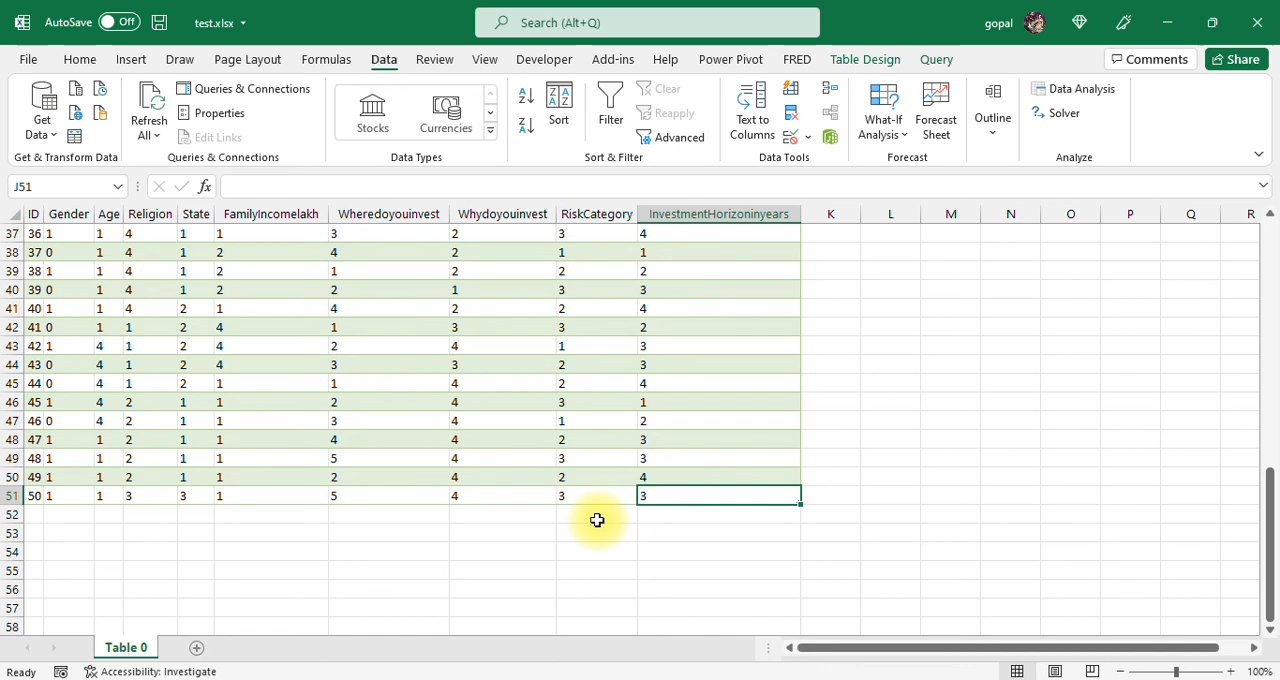 AutoSave Off test.xlsx Search (Alt+Q) gopal
File Home Insert Draw Page Layout Formulas Data Review View Developer Add-ins Help Power Pivot FRED Table Design Query Comments Share
Get Data
Refresh All
Queries & Connections
Properties
Edit Links
Stocks Currencies
Sort
Filter
Clear
Reapply
Advanced
Text to Columns
What-If Analysis
Forecast Sheet
Outline
Data Analysis
Solver
Get & Transform Data Queries & Connections Data Types Sort & Filter Data Tools Forecast Analyze
J51 fx
ID Gender Age Religion State FamilyIncomelakh Wheredoyouinvest Whydoyouinvest RiskCategory InvestmentHorizoninyears K L M N O P Q R
37 36 1 1 4 1 1 3 2 3 4
38 37 0 1 4 1 2 4 2 1 1
39 38 1 1 4 1 2 1 2 2 2
40 39 0 1 4 1 2 2 1 3 3
41 40 1 1 4 2 1 4 2 2 4
42 41 0 1 1 2 4 1 3 3 2
43 42 1 4 1 2 4 2 4 1 3
44 43 0 4 1 2 4 3 3 2 3
45 44 0 4 1 2 1 1 4 2 4
46 45 1 4 2 1 1 2 4 3 1
47 46 0 4 2 1 1 3 4 1 2
48 47 1 1 2 1 1 4 4 2 3
49 48 1 1 2 1 1 5 4 3 3
50 49 1 1 2 1 1 2 4 2 4
51 50 1 1 3 3 1 5 4 3 3
52
53
54
55
56
57
58
Table 0
Ready Accessibility: Investigate 100%